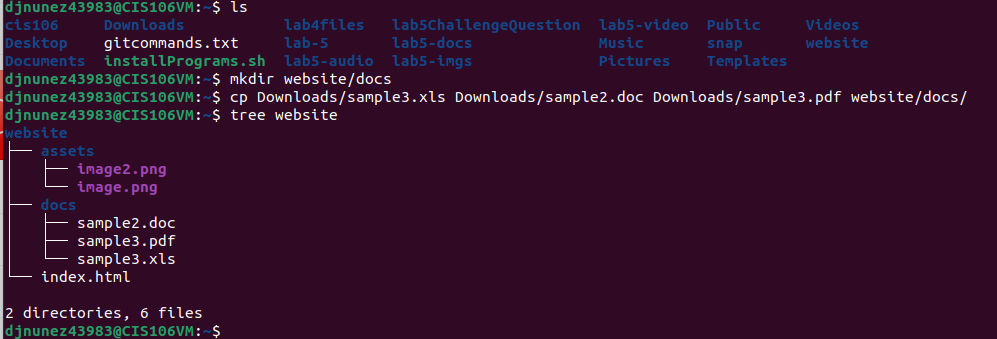 djnunez43983@CIS106VM:~$ ls
cis106     Downloads           lab4files    lab5ChallengeQuestion  lab5-video  Public     Videos
Desktop    gitcommands.txt     lab-5        lab5-docs              Music       snap       website
Documents  installPrograms.sh  lab5-audio   lab5-imgs              Pictures    Templates
djnunez43983@CIS106VM:~$ mkdir website/docs
djnunez43983@CIS106VM:~$ cp Downloads/sample3.xls Downloads/sample2.doc Downloads/sample3.pdf website/docs/
djnunez43983@CIS106VM:~$ tree website
website
├── assets
│   ├── image2.png
│   └── image.png
├── docs
│   ├── sample2.doc
│   ├── sample3.pdf
│   └── sample3.xls
└── index.html
2 directories, 6 files
djnunez43983@CIS106VM:~$